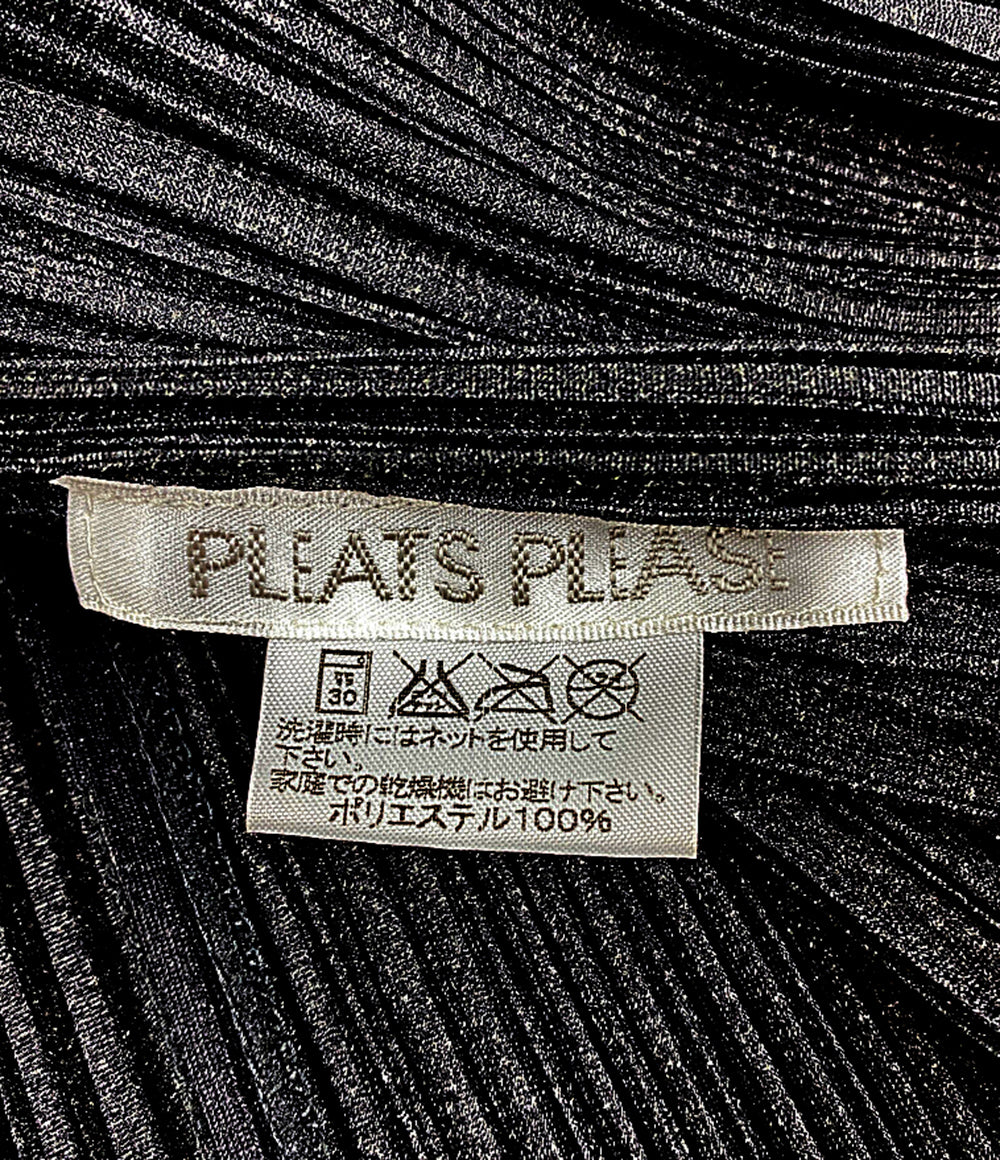 PLEATS PLEASE
30
洗濯時にはネットを使用して
下さい。
家庭での乾燥機はお避け下さい。
ポリエステル100%